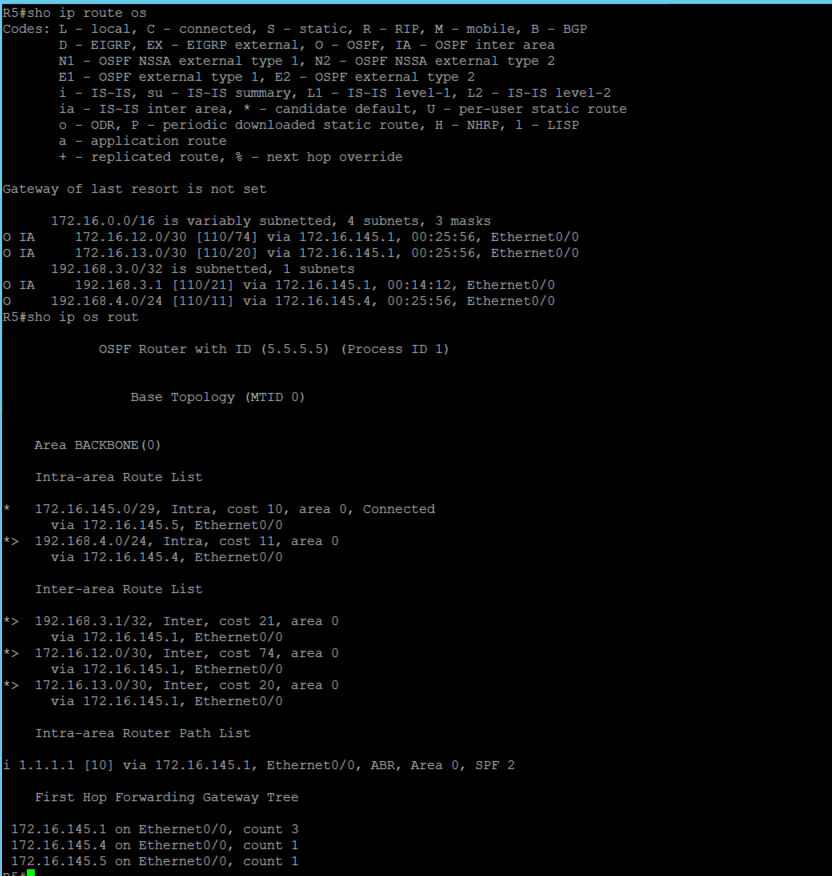 R5#sho ip route os
Codes: L - local, C - connected, S - static, R - RIP, M - mobile, B - BGP
       D - EIGRP, EX - EIGRP external, O - OSPF, IA - OSPF inter area
       N1 - OSPF NSSA external type 1, N2 - OSPF NSSA external type 2
       E1 - OSPF external type 1, E2 - OSPF external type 2
       i - IS-IS, su - IS-IS summary, L1 - IS-IS level-1, L2 - IS-IS level-2
       ia - IS-IS inter area, * - candidate default, U - per-user static route
       o - ODR, P - periodic downloaded static route, H - NHRP, l - LISP
       a - application route
       + - replicated route, % - next hop override
Gateway of last resort is not set
      172.16.0.0/16 is variably subnetted, 4 subnets, 3 masks
O IA     172.16.12.0/30 [110/74] via 172.16.145.1, 00:25:56, Ethernet0/0
O IA     172.16.13.0/30 [110/20] via 172.16.145.1, 00:25:56, Ethernet0/0
      192.168.3.0/32 is subnetted, 1 subnets
O IA     192.168.3.1 [110/21] via 172.16.145.1, 00:14:12, Ethernet0/0
O     192.168.4.0/24 [110/11] via 172.16.145.4, 00:25:56, Ethernet0/0
R5#sho ip os rout
            OSPF Router with ID (5.5.5.5) (Process ID 1)
                Base Topology (MTID 0)
    Area BACKBONE(0)
    Intra-area Route List
*   172.16.145.0/29, Intra, cost 10, area 0, Connected
      via 172.16.145.5, Ethernet0/0
*>  192.168.4.0/24, Intra, cost 11, area 0
      via 172.16.145.4, Ethernet0/0
    Inter-area Route List
*>  192.168.3.1/32, Inter, cost 21, area 0
      via 172.16.145.1, Ethernet0/0
*>  172.16.12.0/30, Inter, cost 74, area 0
      via 172.16.145.1, Ethernet0/0
*>  172.16.13.0/30, Inter, cost 20, area 0
      via 172.16.145.1, Ethernet0/0
    Intra-area Router Path List
i 1.1.1.1 [10] via 172.16.145.1, Ethernet0/0, ABR, Area 0, SPF 2
    First Hop Forwarding Gateway Tree
 172.16.145.1 on Ethernet0/0, count 3
 172.16.145.4 on Ethernet0/0, count 1
 172.16.145.5 on Ethernet0/0, count 1
R5#